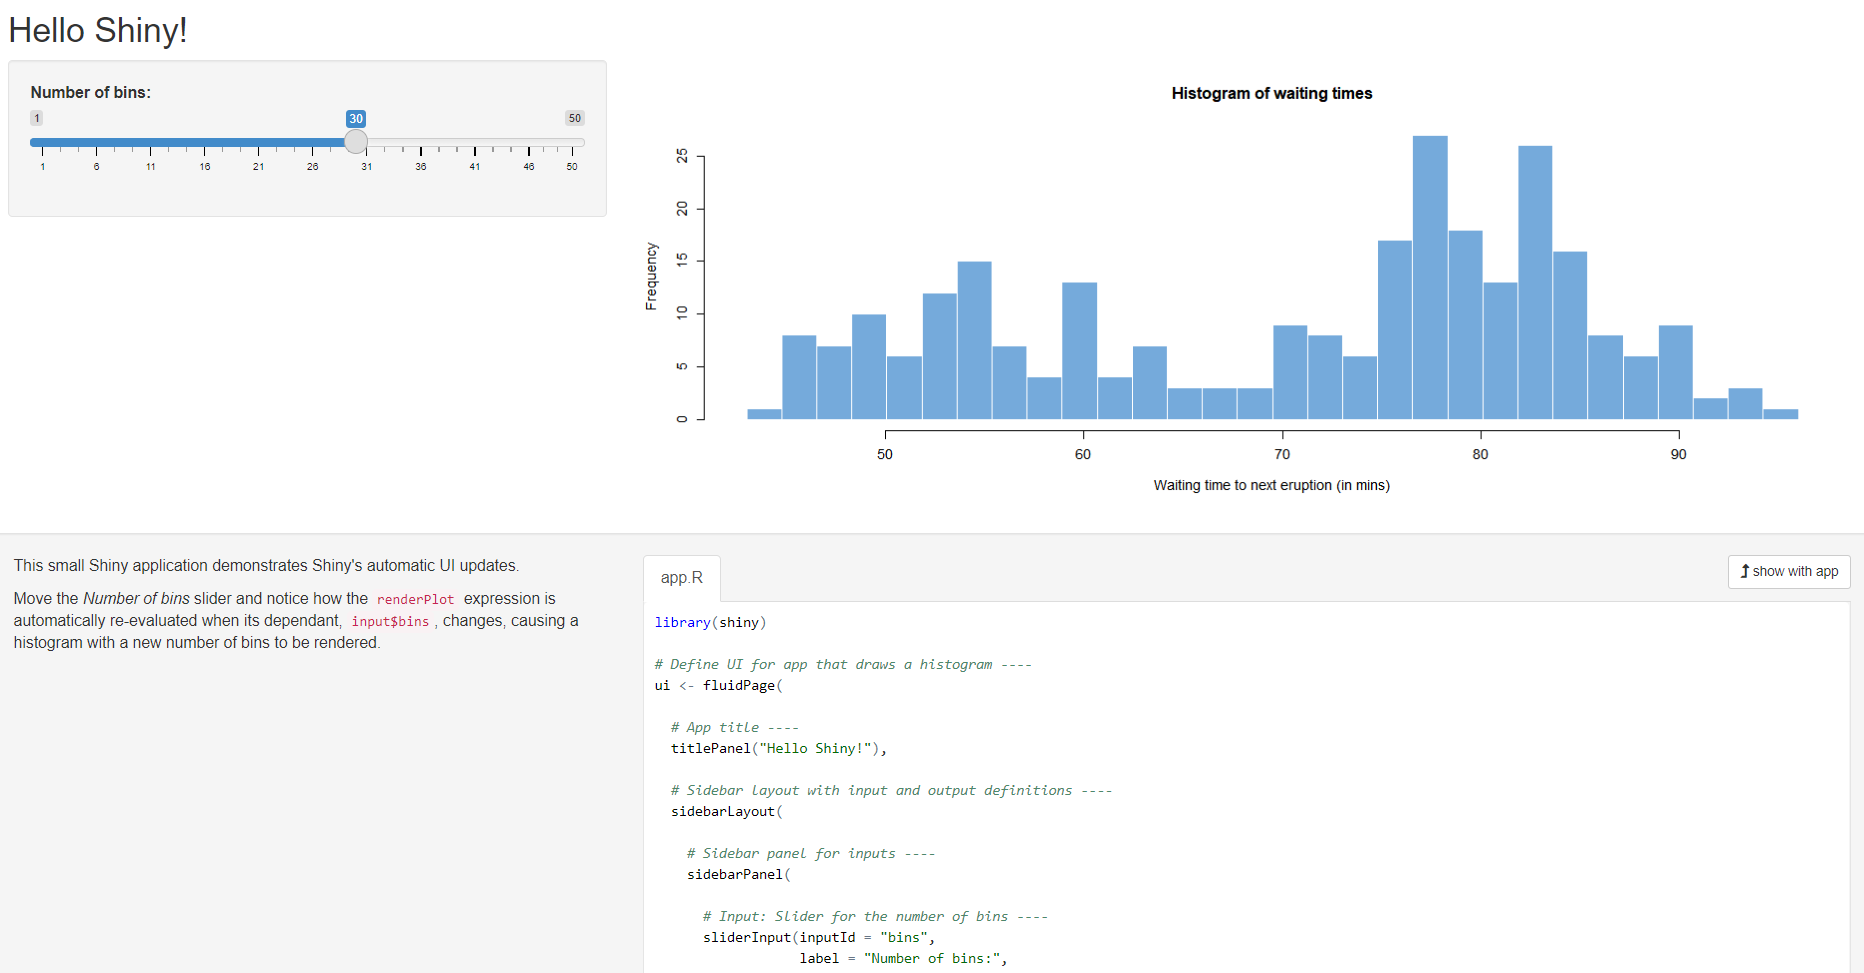 Hello Shiny!
Number of bins:
1 30 50
1 6 11 16 21 26 31 36 41 46 50
Histogram of waiting times
Frequency
25
20
15
10
5
0
50 60 70 80 90
Waiting time to next eruption (in mins)
This small Shiny application demonstrates Shiny's automatic UI updates.
Move the Number of bins slider and notice how the renderPlot expression is
automatically re-evaluated when its dependant, input$bins , changes, causing a
histogram with a new number of bins to be rendered.
app.R
show with app
library(shiny)
# Define UI for app that draws a histogram ----
ui <- fluidPage(
# App title ----
titlePanel("Hello Shiny!"),
# Sidebar layout with input and output definitions ----
sidebarLayout(
# Sidebar panel for inputs ----
sidebarPanel(
# Input: Slider for the number of bins ----
sliderInput(inputId = "bins",
label = "Number of bins:",